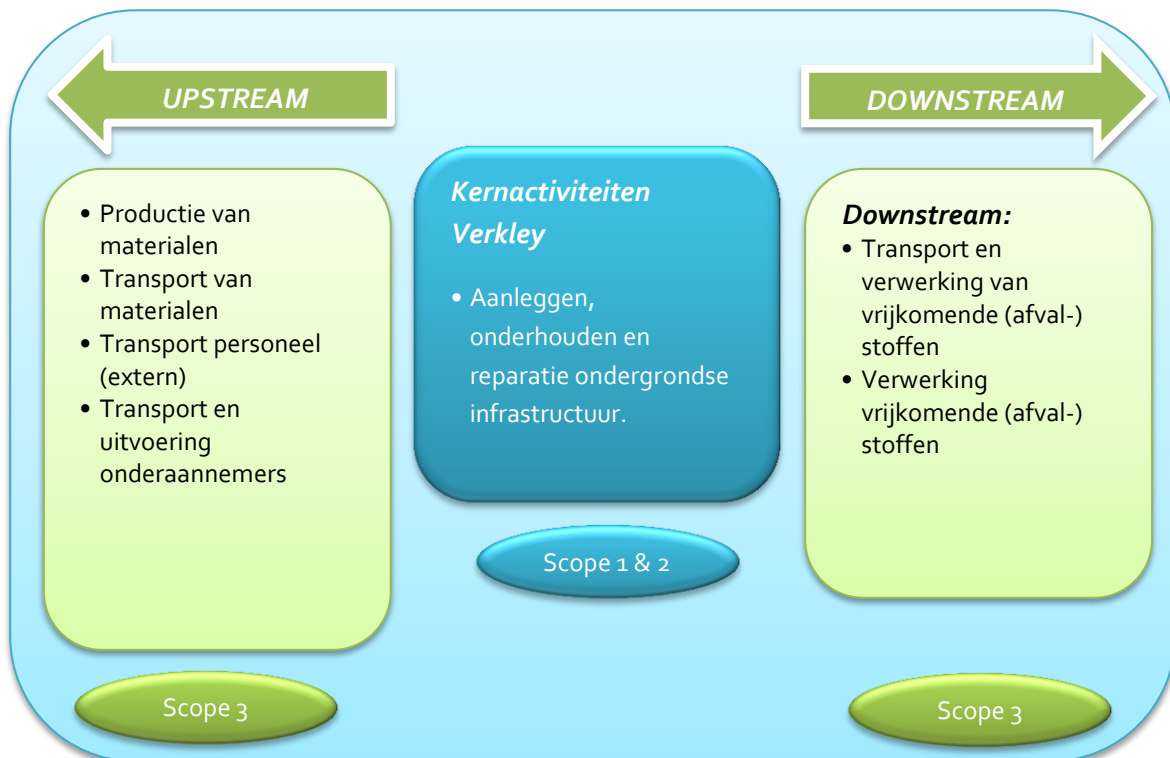 UPSTREAM
• Productie van
materialen
• Transport van
materialen
• Transport personeel
(extern)
• Transport en
uitvoering
onderaannemers
Scope 3
Kernactiviteiten
Verkley
• Aanleggen,
onderhouden en
reparatie ondergrondse
infrastructuur.
Scope 1 & 2
DOWNSTREAM
Downstream:
• Transport en
verwerking van
vrijkomende (afval-)
stoffen
• Verwerking
vrijkomende (afval-)
stoffen
Scope 3